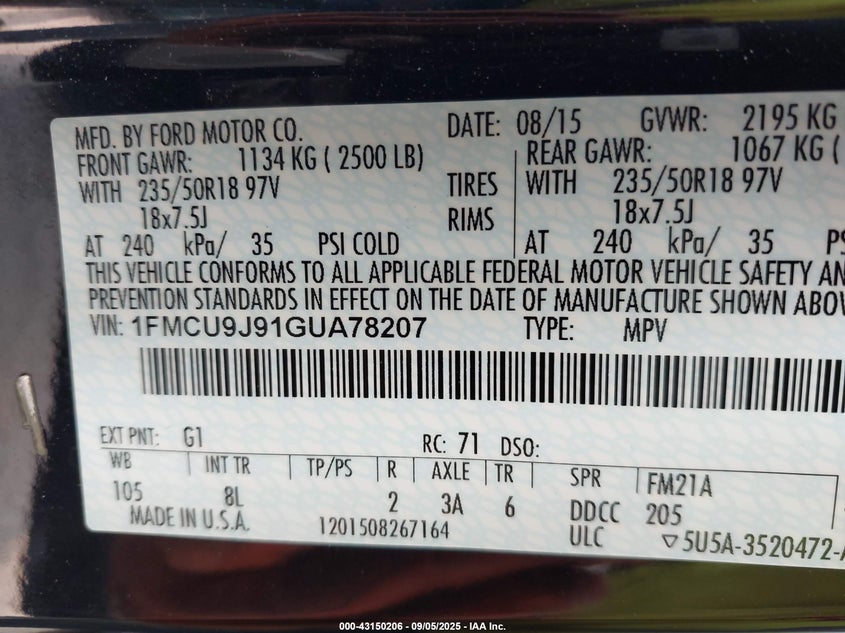 MFD. BY FORD MOTOR CO. DATE: 08/15 GVWR: 2195 KG
FRONT GAWR: 1134 KG ( 2500 LB) REAR GAWR: 1067 KG (
WITH 235/50R18 97V TIRES WITH 235/50R18 97V
18x7.5J RIMS 18x7.5J
AT 240 kPa/ 35 PSI COLD AT 240 kPa/ 35 PS
THIS VEHICLE CONFORMS TO ALL APPLICABLE FEDERAL MOTOR VEHICLE SAFETY AN
PREVENTION STANDARDS IN EFFECT ON THE DATE OF MANUFACTURE SHOWN ABOV
VIN: 1FMCU9J91GUA78207 TYPE: MPV
EXT PNT: G1 RC: 71 DSO:
WB INT TR TP/PS R AXLE TR SPR FM21A
105 8L 2 3A 6 DDCC 205
MADE IN U.S.A. 1201508267164 ULC ▽5U5A-3520472-A
000-43150206 - 09/05/2025 - IAA Inc.